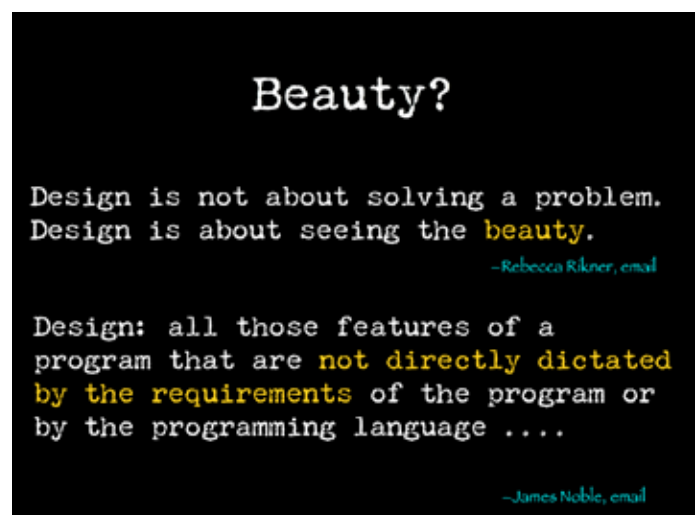 Beauty?
Design is not about solving a problem.
Design is about seeing the beauty.
–Rebecca Rikner, email
Design: all those features of a
program that are not directly dictated
by the requirements of the program or
by the programming language ....
–James Noble, email